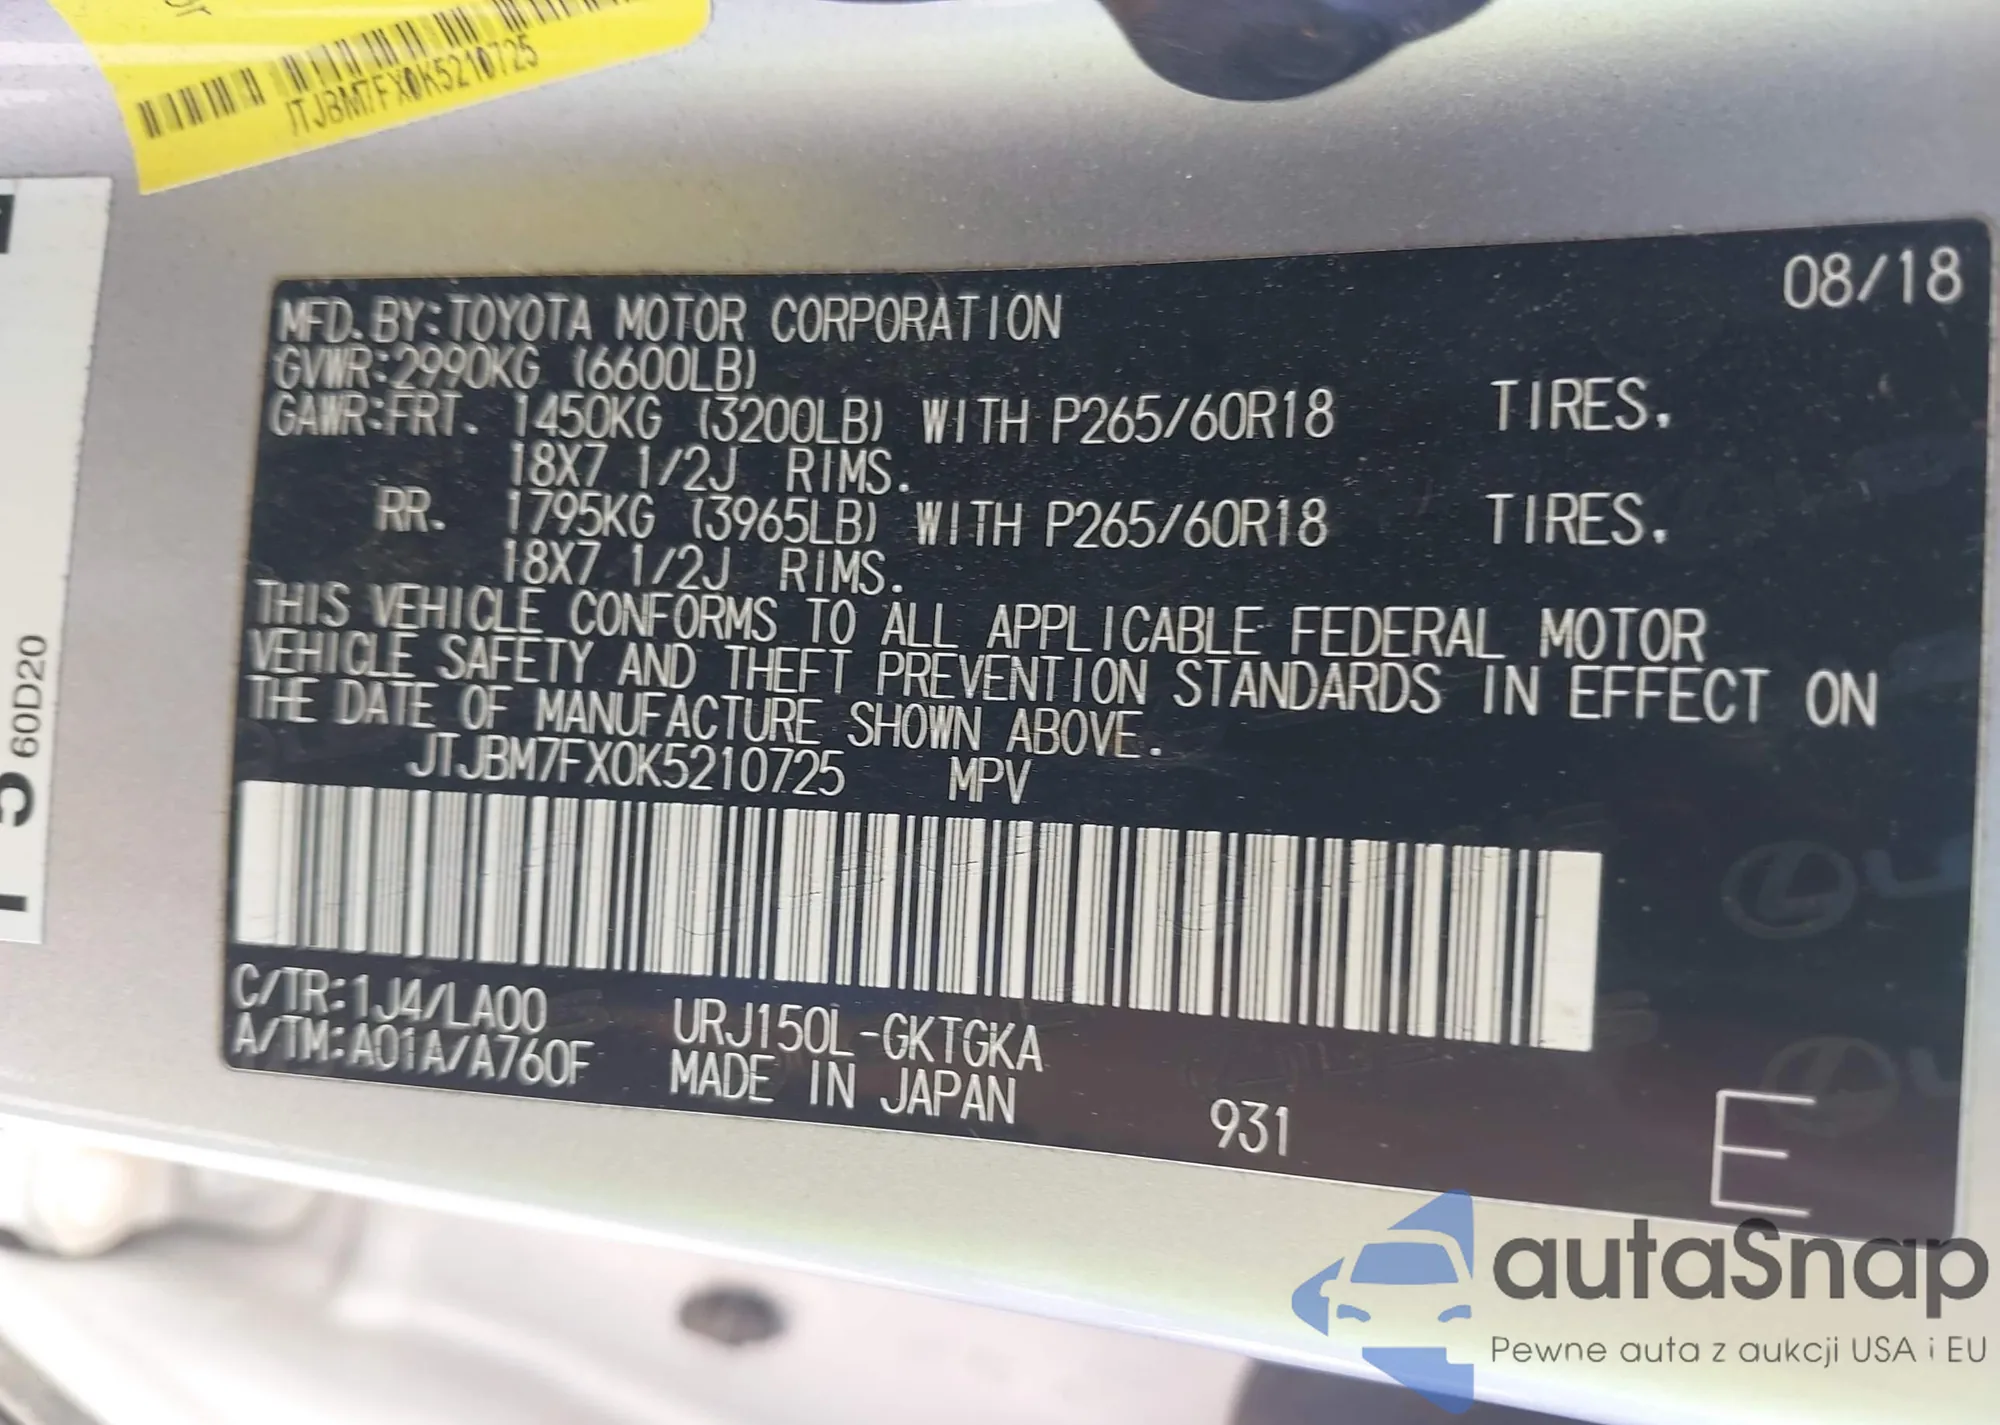 JTJBM7FX0K5210725
08/18
MFD.BY:TOYOTA MOTOR CORPORATION
GVWR:2990KG (6600LB)
GAWR:FRT. 1450KG (3200LB) WITH P265/60R18 TIRES.
18X7 1/2J RIMS.
RR. 1795KG (3965LB) WITH P265/60R18 TIRES.
18X7 1/2J RIMS.
THIS VEHICLE CONFORMS TO ALL APPLICABLE FEDERAL MOTOR
VEHICLE SAFETY AND THEFT PREVENTION STANDARDS IN EFFECT ON
THE DATE OF MANUFACTURE SHOWN ABOVE.
JTJBM7FX0K5210725 MPV
C/TR:1J4/LA00 URJ150L-GKTGKA
A/TM:A01A/A760F MADE IN JAPAN
931
E
5
60D20
autaSnap
Pewne auta z aukcji USA i EU